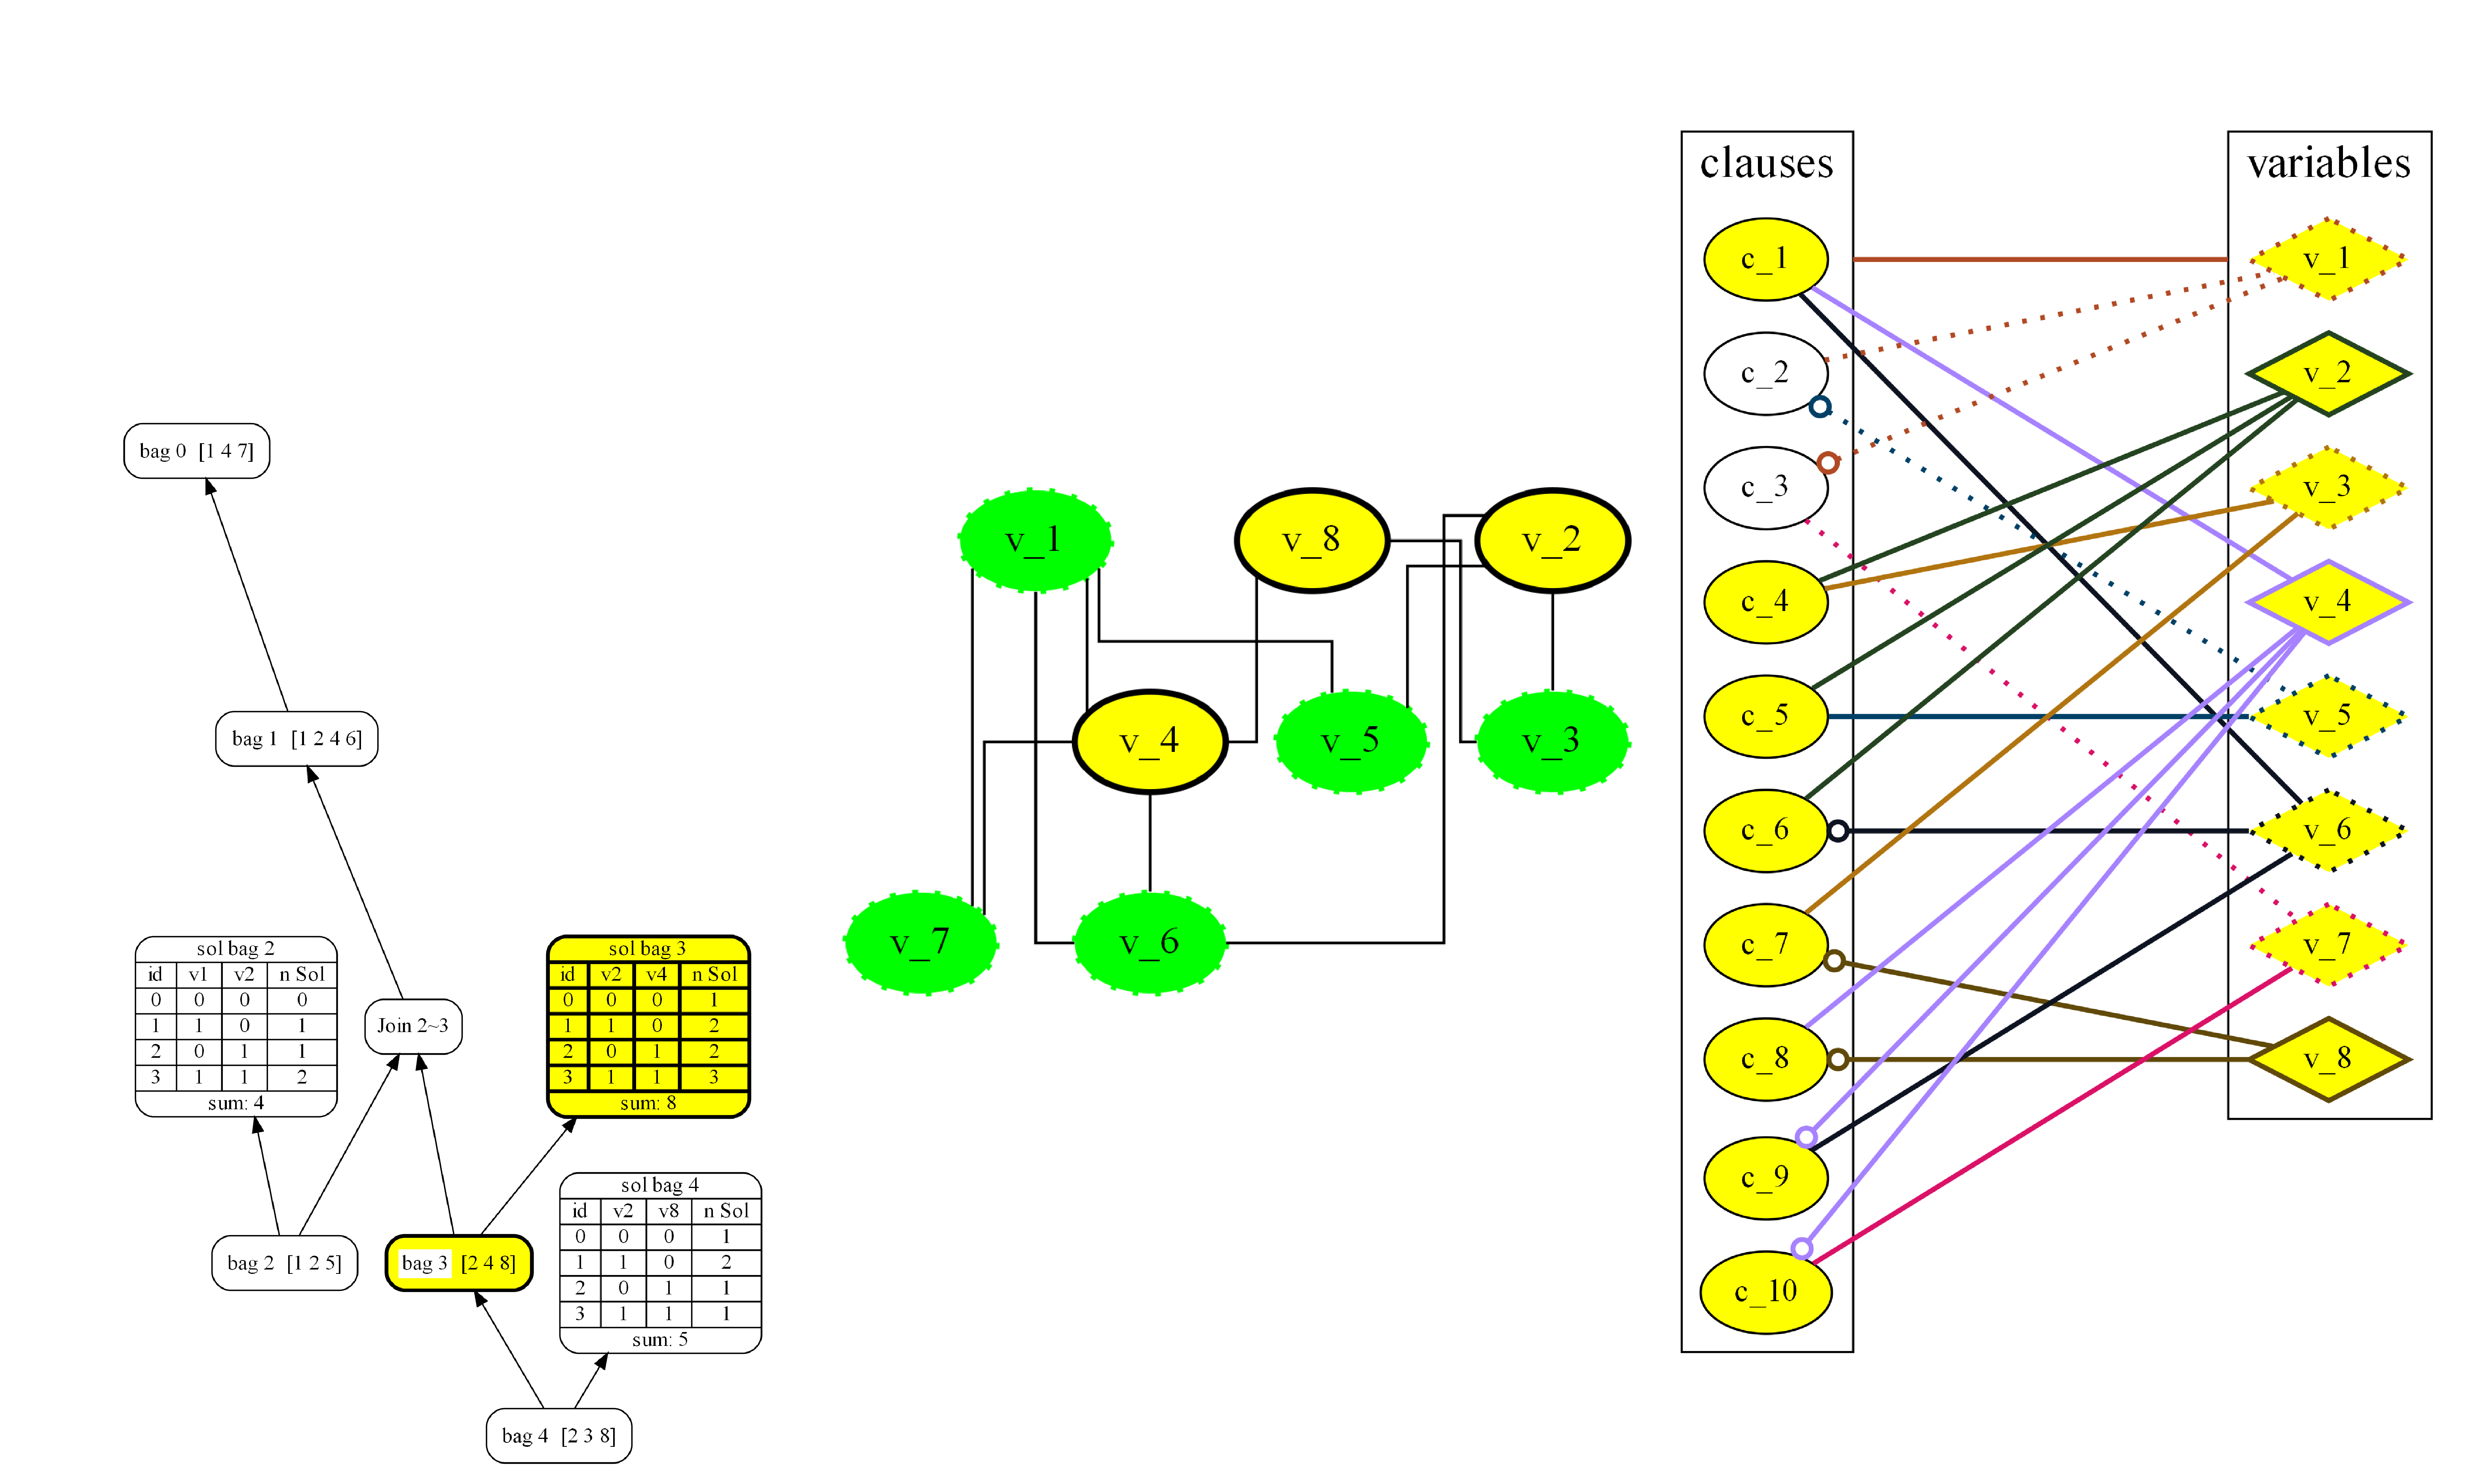 bag 0 [1 4 7]
bag 1 [1 2 4 6]
sol bag 2
id v1 v2 n Sol
0 0 0 0
1 1 0 1
2 0 1 1
3 1 1 2
sum: 4
Join 2~3
sol bag 3
id v2 v4 n Sol
0 0 0 1
1 1 0 2
2 0 1 2
3 1 1 3
sum: 8
bag 2 [1 2 5]
bag 3 [2 4 8]
sol bag 4
id v2 v8 n Sol
0 0 0 1
1 1 0 2
2 0 1 1
3 1 1 1
sum: 5
bag 4 [2 3 8]
v_1
v_8
v_2
v_4
v_5
v_3
v_7
v_6
clauses
c_1
c_2
c_3
c_4
c_5
c_6
c_7
c_8
c_9
c_10
variables
v_1
v_2
v_3
v_4
v_5
v_6
v_7
v_8